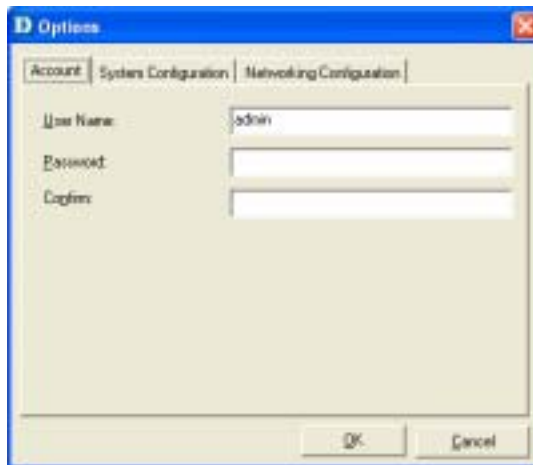 D Options
Account System Configuration Networking Configuration
User Name: admin
Password:
Confirm:
OK Cancel